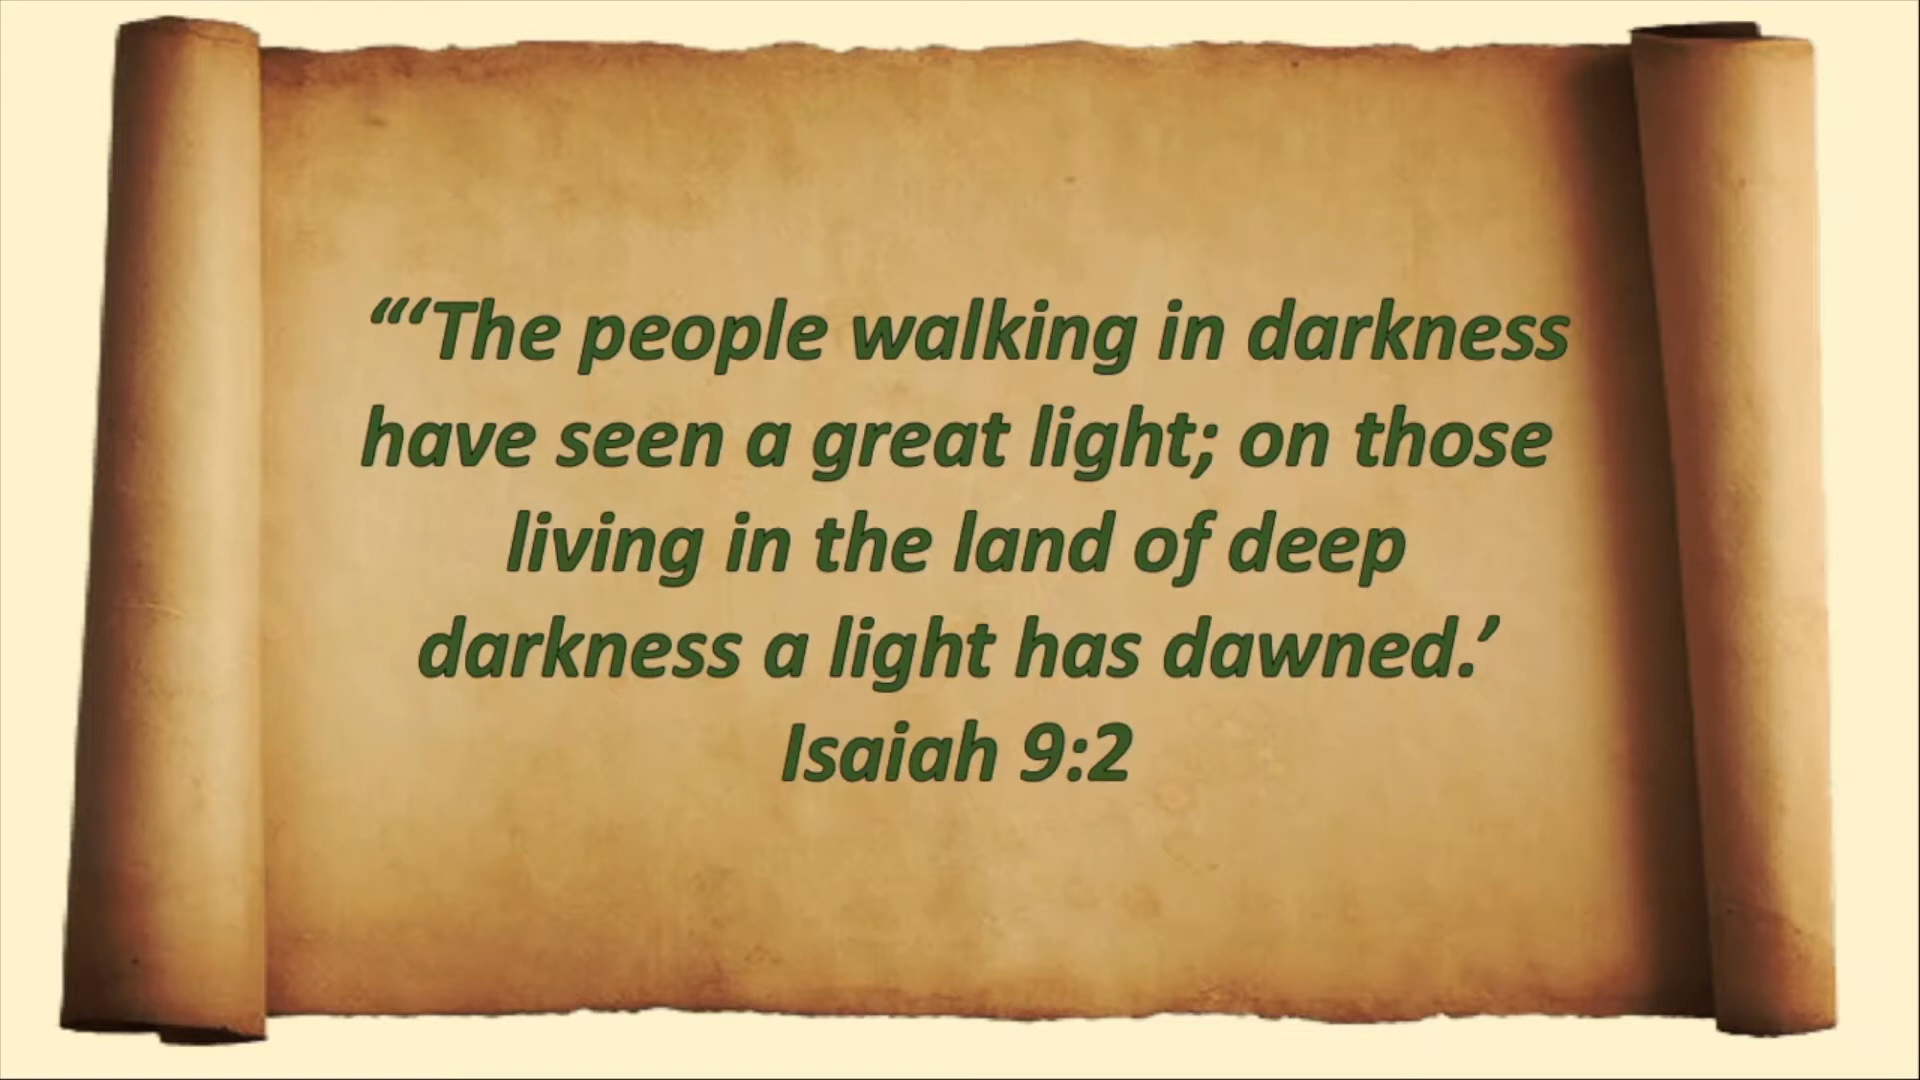 “‘The people walking in darkness
have seen a great light; on those
living in the land of deep
darkness a light has dawned.’
Isaiah 9:2